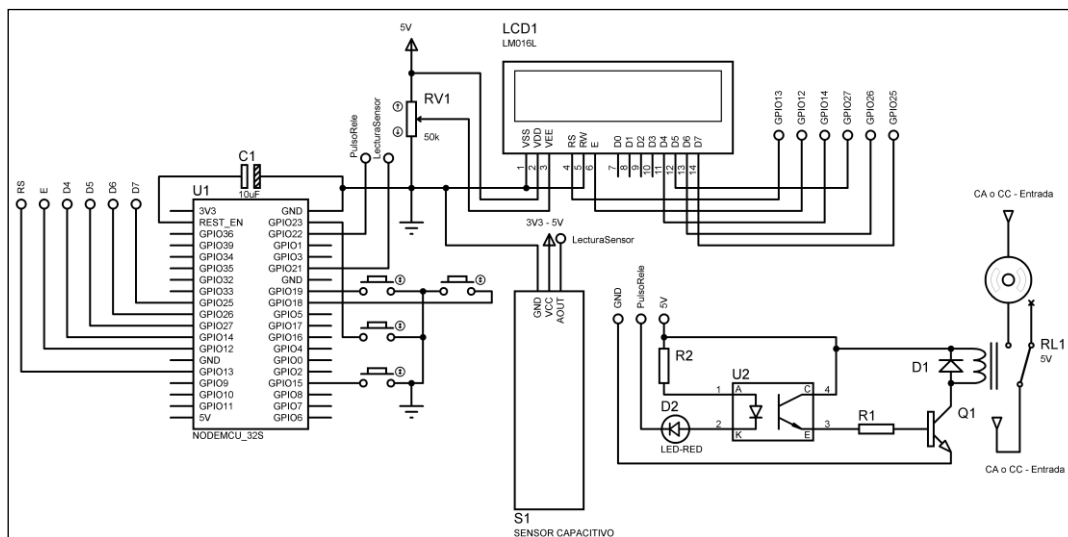 5V
LCD1
LM016L
RV1
50k
PulsoRele
LecturaSensor
C1
10uF
RS
E
D4
D5
D6
D7
U1
3V3
REST_EN
GPIO36
GPIO39
GPIO34
GPIO35
GPIO32
GPIO33
GPIO25
GPIO26
GPIO27
GPIO14
GPIO12
GND
GPIO13
GPIO9
GPIO10
GPIO11
5V
GND
GPIO23
GPIO22
GPIO1
GPIO3
GPIO21
GND
GPIO19
GPIO18
GPIO5
GPIO17
GPIO16
GPIO4
GPIO0
GPIO2
GPIO15
GPIO8
GPIO7
GPIO6
NODEMCU_32S
VSS
VDD
VEE
RS
RW
E
D0
D1
D2
D3
D4
D5
D6
D7
1
2
3
4
5
6
7
8
9
10
11
12
13
14
GPIO13
GPIO12
GPIO14
GPIO27
GPIO26
GPIO25
3V3 - 5V
LecturaSensor
GND
VCC
AOUT
S1
SENSOR CAPACITIVO
GND
PulsoRele
5V
R2
U2
1
A
C
4
2
K
E
3
D2
LED-RED
R1
D1
Q1
RL1
5V
CA o CC - Entrada
CA o CC - Entrada